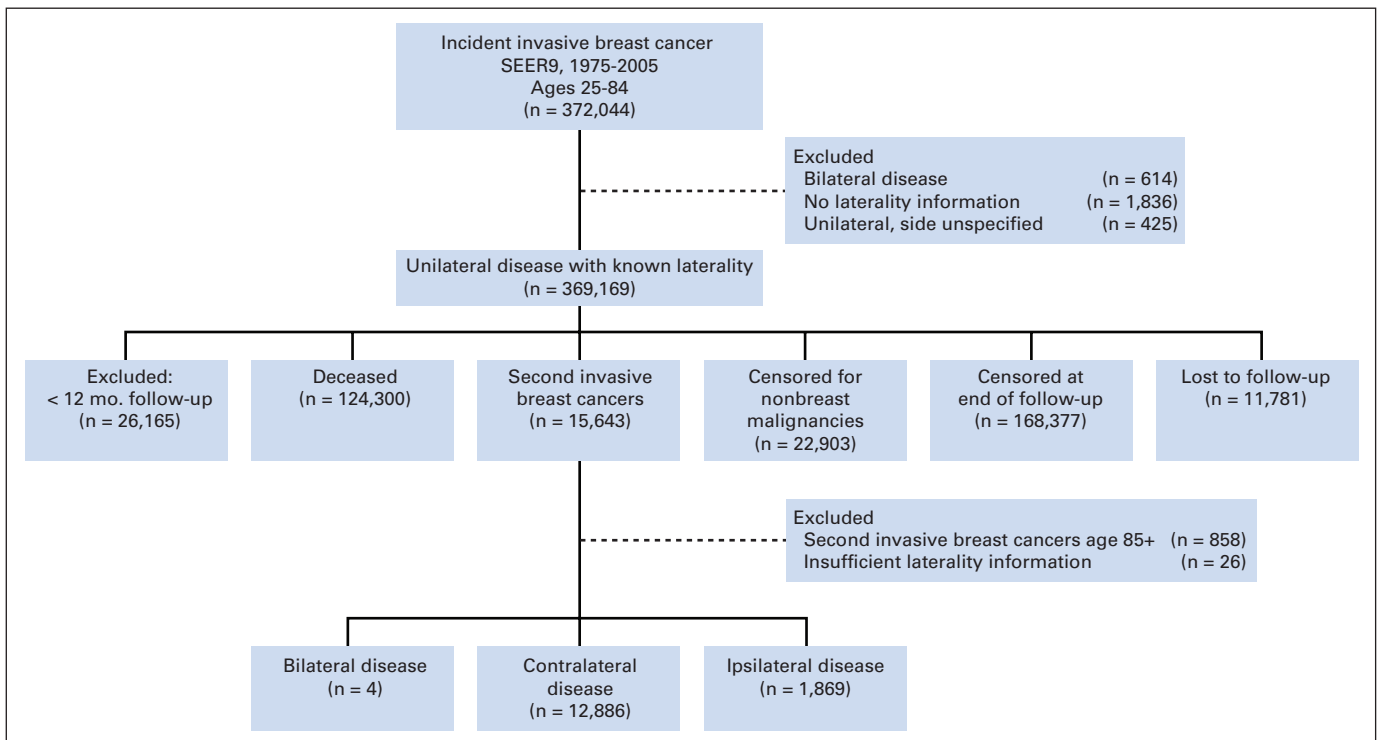 Incident invasive breast cancer
SEER9, 1975-2005
Ages 25-84
(n = 372,044)
Excluded
Bilateral disease (n = 614)
No laterality information (n = 1,836)
Unilateral, side unspecified (n = 425)
Unilateral disease with known laterality
(n = 369,169)
Excluded:
< 12 mo. follow-up
(n = 26,165)
Deceased
(n = 124,300)
Second invasive
breast cancers
(n = 15,643)
Censored for
nonbreast
malignancies
(n = 22,903)
Censored at
end of follow-up
(n = 168,377)
Lost to follow-up
(n = 11,781)
Excluded
Second invasive breast cancers age 85+ (n = 858)
Insufficient laterality information (n = 26)
Bilateral disease
(n = 4)
Contralateral
disease
(n = 12,886)
Ipsilateral disease
(n = 1,869)